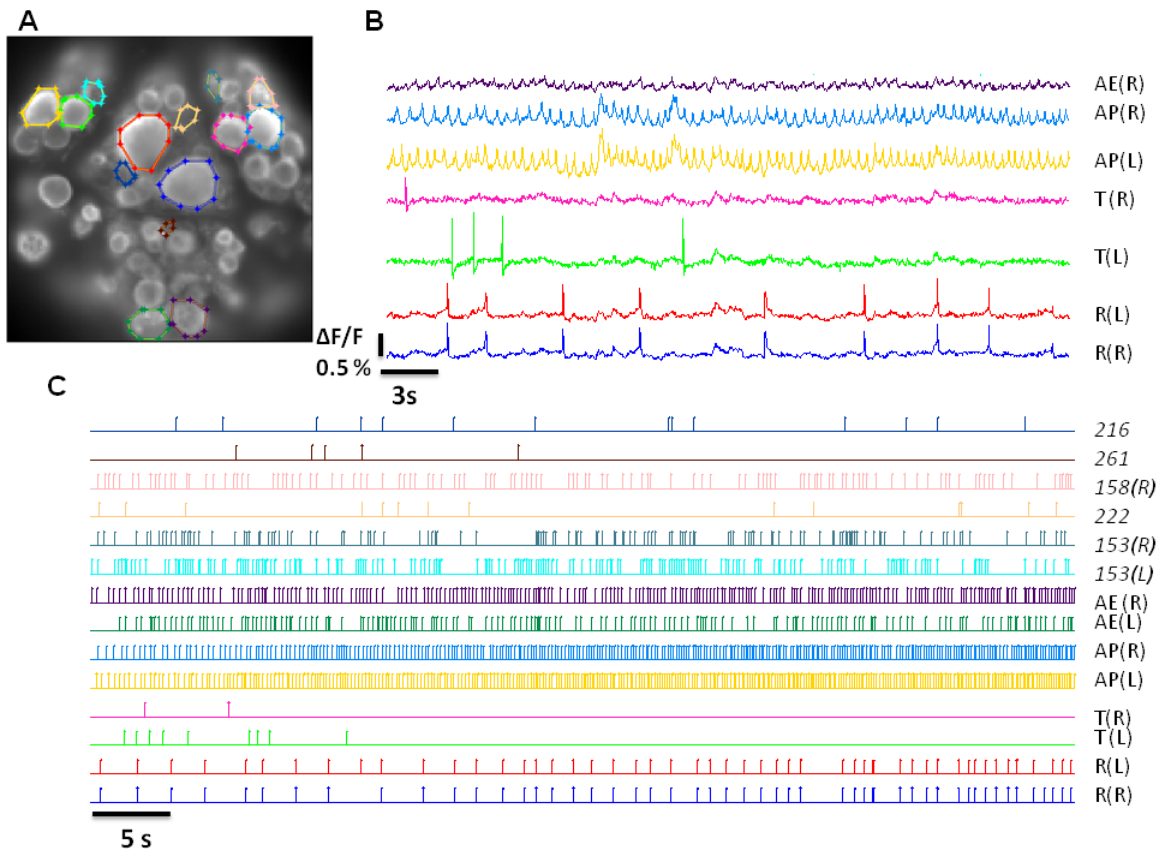 A
B
AE(R)
AP(R)
AP(L)
T(R)
T(L)
R(L)
R(R)
ΔF/F
0.5 %
3s
C
216
261
158(R)
222
153(R)
153(L)
AE(R)
AE(L)
AP(R)
AP(L)
T(R)
T(L)
R(L)
R(R)
5 s